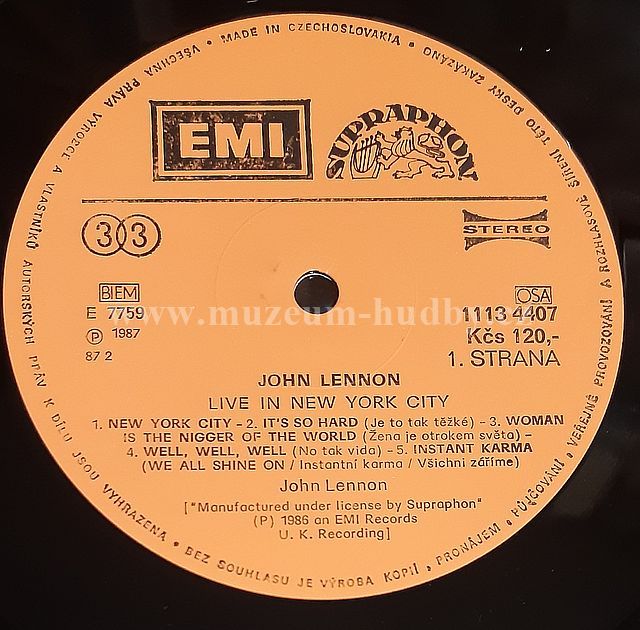 • MADE IN CZECHOSLOVAKIA •
VŠECHNA PRÁVA VÝROBCE A VLASTNÍKŮ AUTORSKÝCH PRÁV K DÍLU JSOU VYHRAZENA • BEZ SOUHLASU JE VÝROBA KOPIÍ, PRONÁJEM, PŮJČOVÁNÍ, VEŘEJNÉ PROVOZOVÁNÍ A ROZHLASOVÉ ŠÍŘENÍ TÉTO DESKY ZAKÁZÁNO
EMI
SUPRAPHON
33
STEREO
BIEM
OSA
E 7759
1113 4407
www.muzeum-hudby.cz
Ⓟ 1987
Kčs 120,-
87 2
1. STRANA
JOHN LENNON
LIVE IN NEW YORK CITY
1. NEW YORK CITY – 2. IT'S SO HARD (Je to tak těžké) – 3. WOMAN
IS THE NIGGER OF THE WORLD (Žena je otrokem světa) –
4. WELL, WELL, WELL (No tak vida) – 5. INSTANT KARMA
(WE ALL SHINE ON / Instantní karma / Všichni záříme)
John Lennon
["Manufactured under license by Supraphon"
(P) 1986 an EMI Records
U. K. Recording]